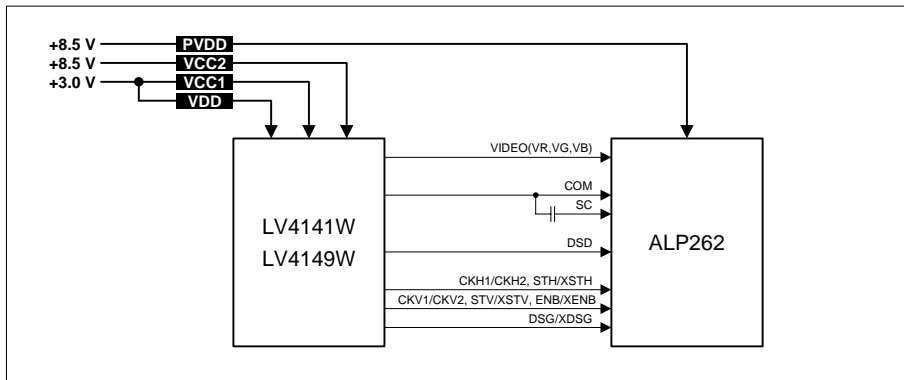 +8.5 V PVDD
+8.5 V VCC2
+3.0 V VCC1
VDD
VIDEO(VR,VG,VB)
COM
SC
LV4141W
LV4149W
ALP262
DSD
CKH1/CKH2, STH/XSTH
CKV1/CKV2, STV/XSTV, ENB/XENB
DSG/XDSG